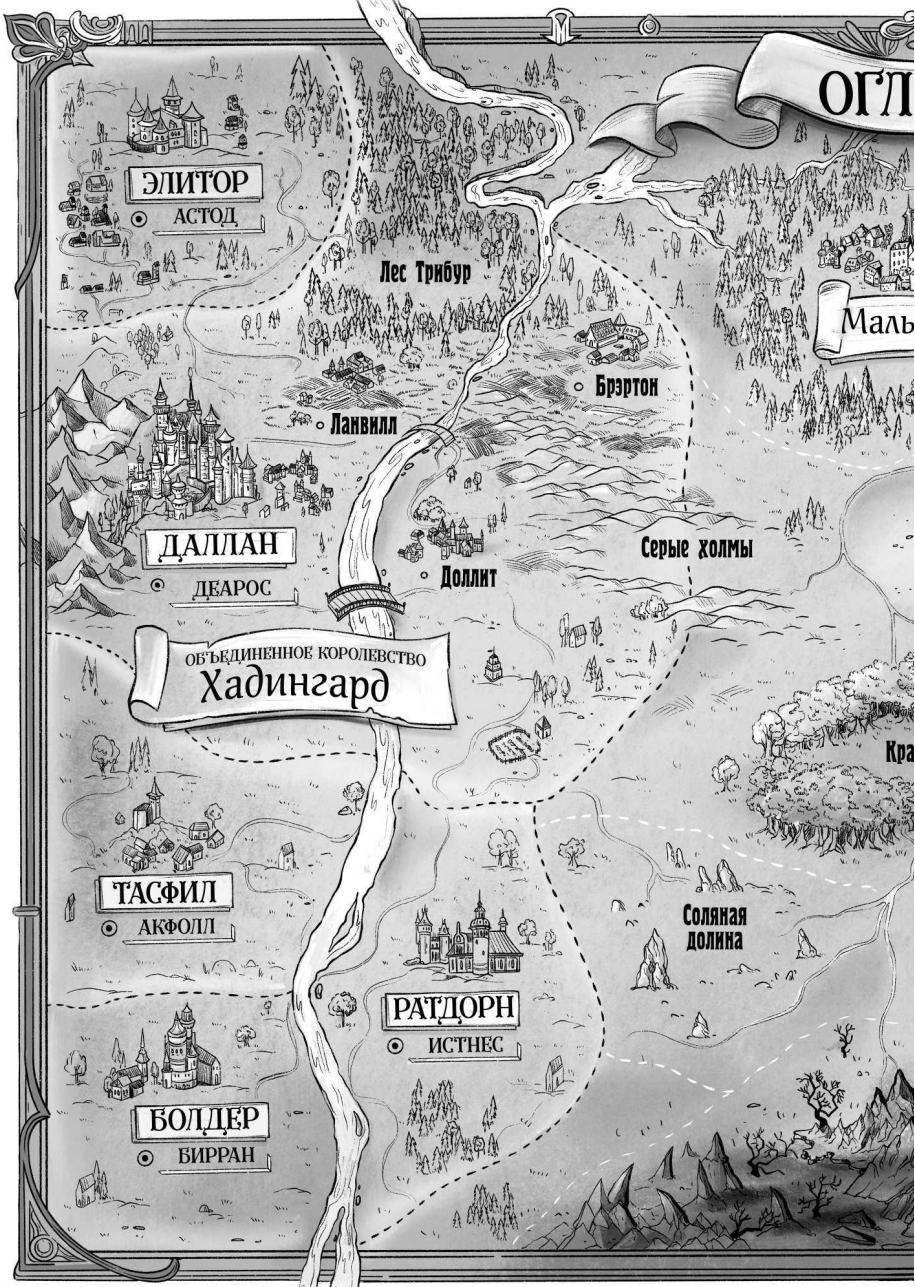 ОГЛ
ЭЛИТОР
АСТОД
Лес Трибур
Маль
Брэртон
Ланвилл
ДАЛЛАН
ДЕАРОС
Серые холмы
Доллит
ОБЪЕДИНЕННОЕ КОРОЛЕВСТВО
Хадингард
Кра
ТАСФИЛ
АКФОЛЛ
Соляная
долина
РАТДОРН
ИСТНЕС
БОЛДЕР
БИРРАН